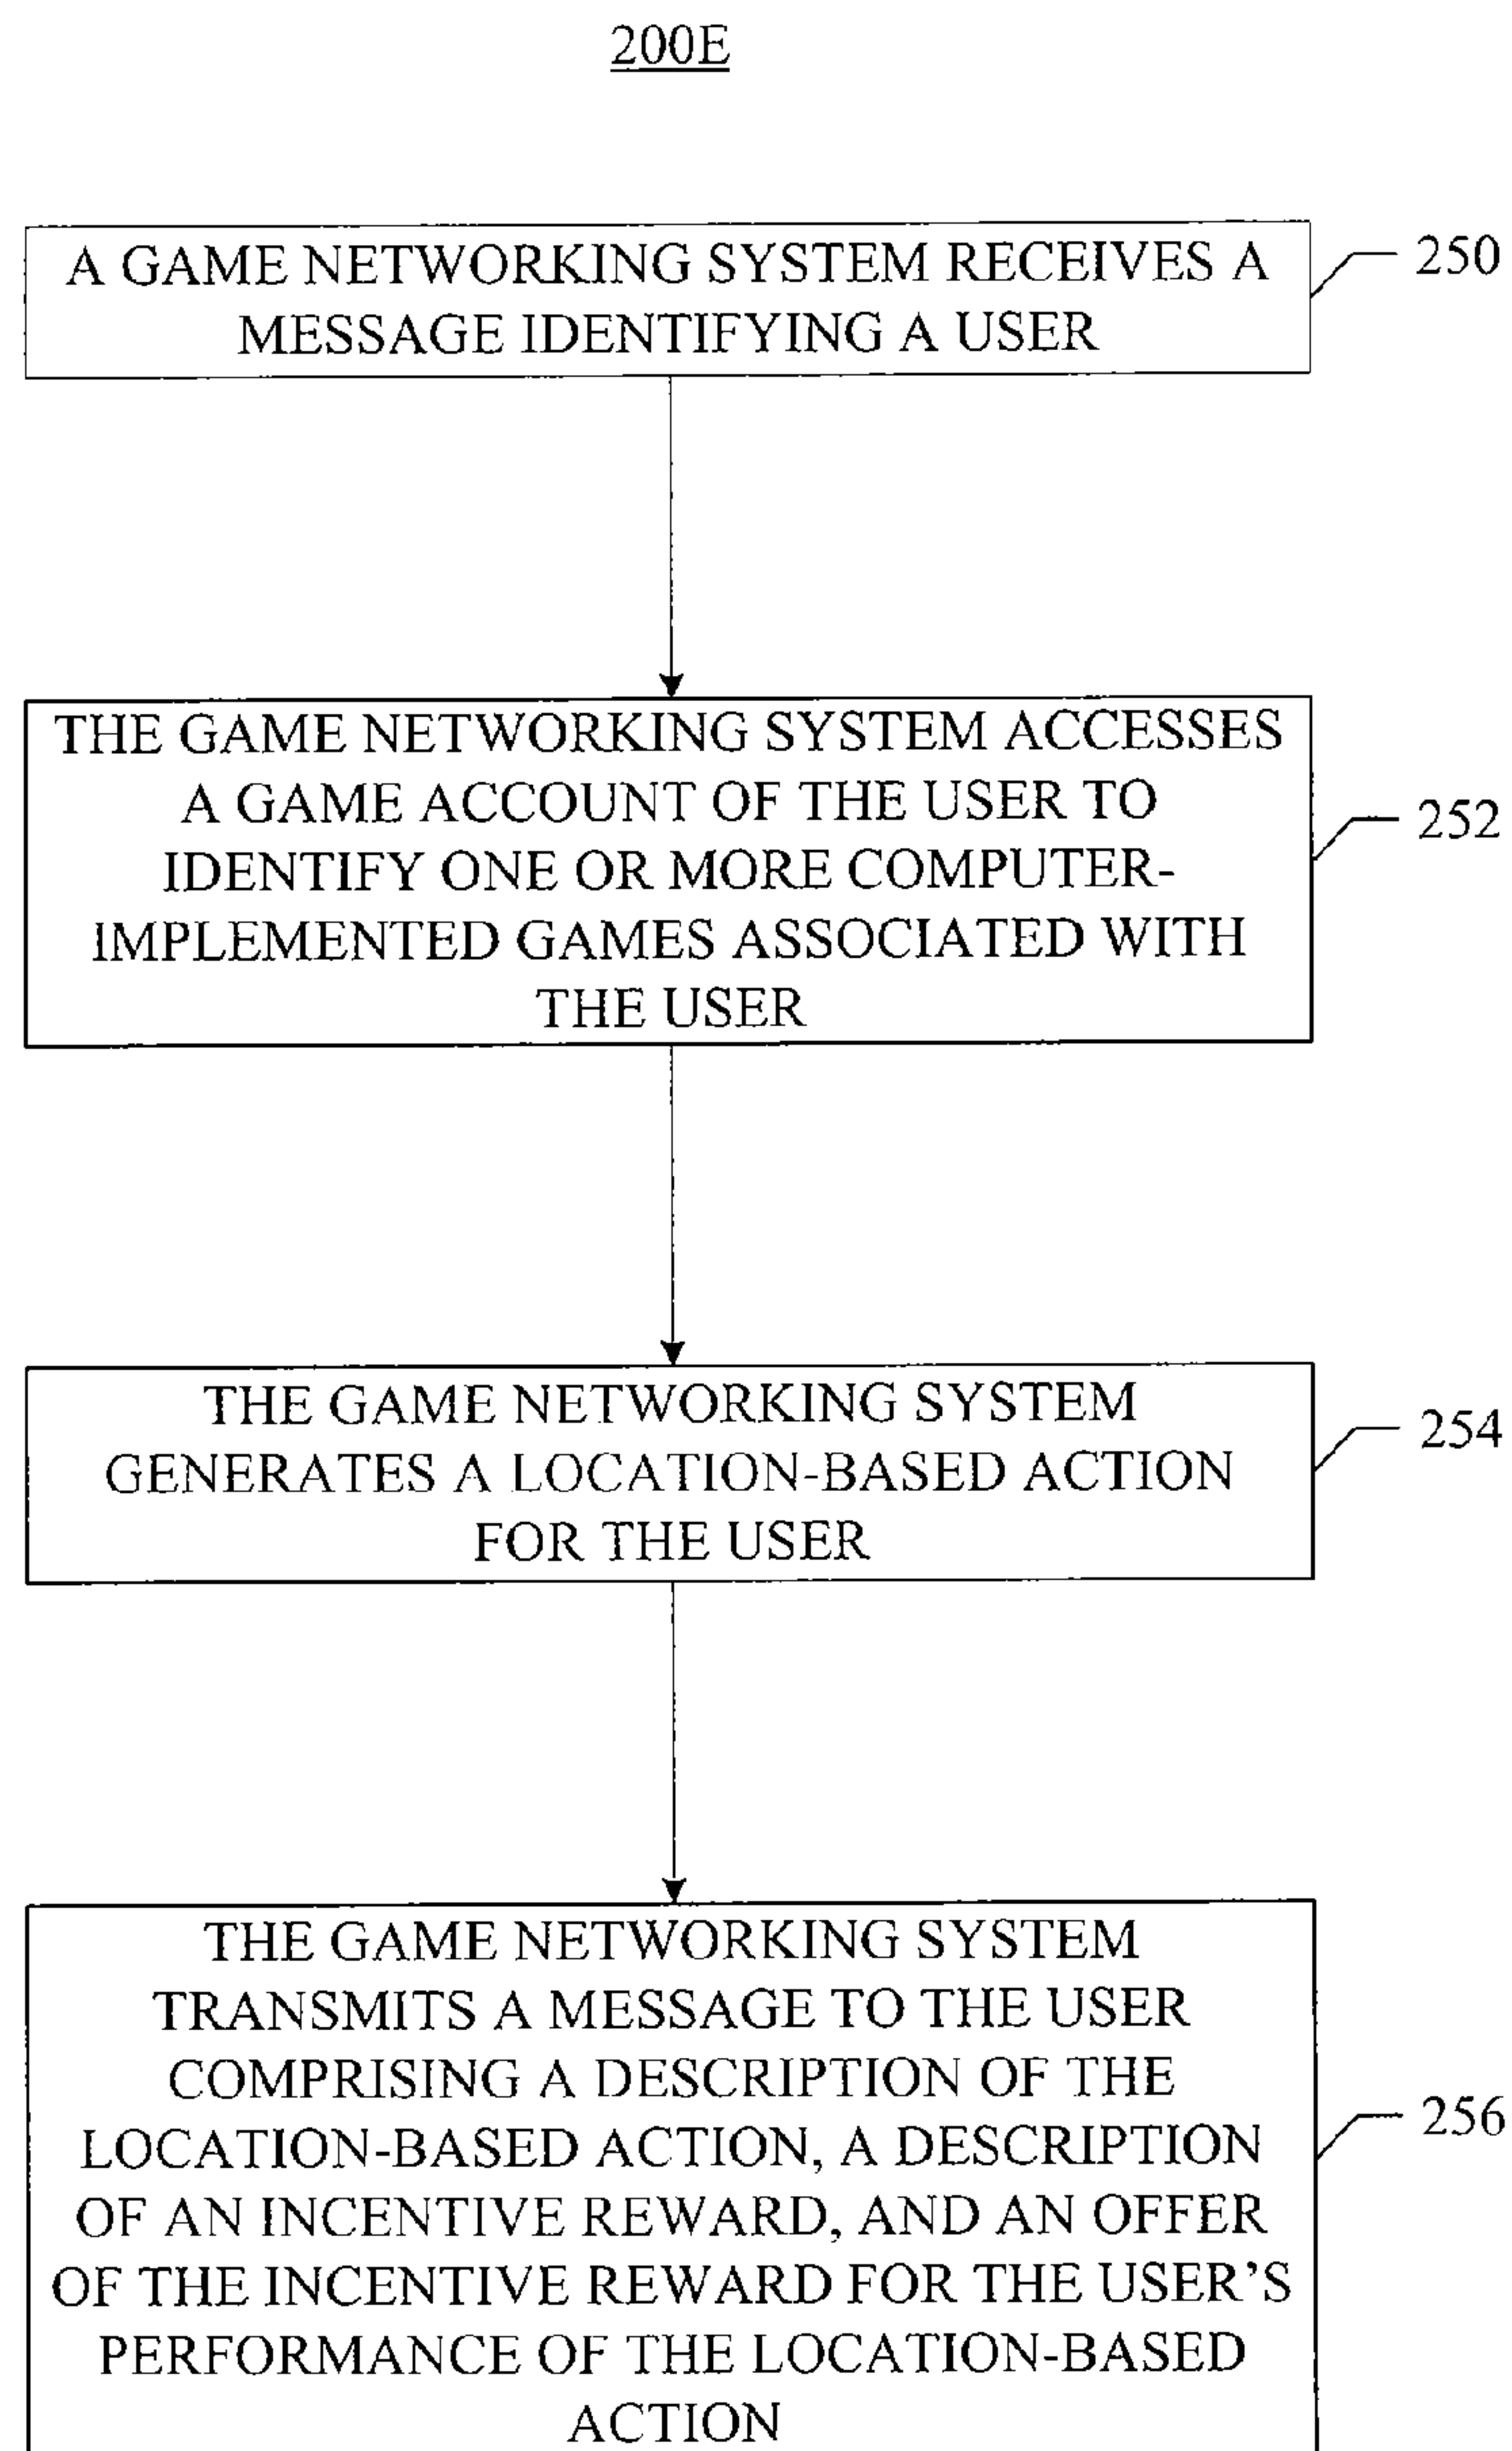 200E
A GAME NETWORKING SYSTEM RECEIVES A
MESSAGE IDENTIFYING A USER
250
THE GAME NETWORKING SYSTEM ACCESSES
A GAME ACCOUNT OF THE USER TO
IDENTIFY ONE OR MORE COMPUTER-
IMPLEMENTED GAMES ASSOCIATED WITH
THE USER
252
THE GAME NETWORKING SYSTEM
GENERATES A LOCATION-BASED ACTION
FOR THE USER
254
THE GAME NETWORKING SYSTEM
TRANSMITS A MESSAGE TO THE USER
COMPRISING A DESCRIPTION OF THE
LOCATION-BASED ACTION, A DESCRIPTION
OF AN INCENTIVE REWARD, AND AN OFFER
OF THE INCENTIVE REWARD FOR THE USER'S
PERFORMANCE OF THE LOCATION-BASED
ACTION
256